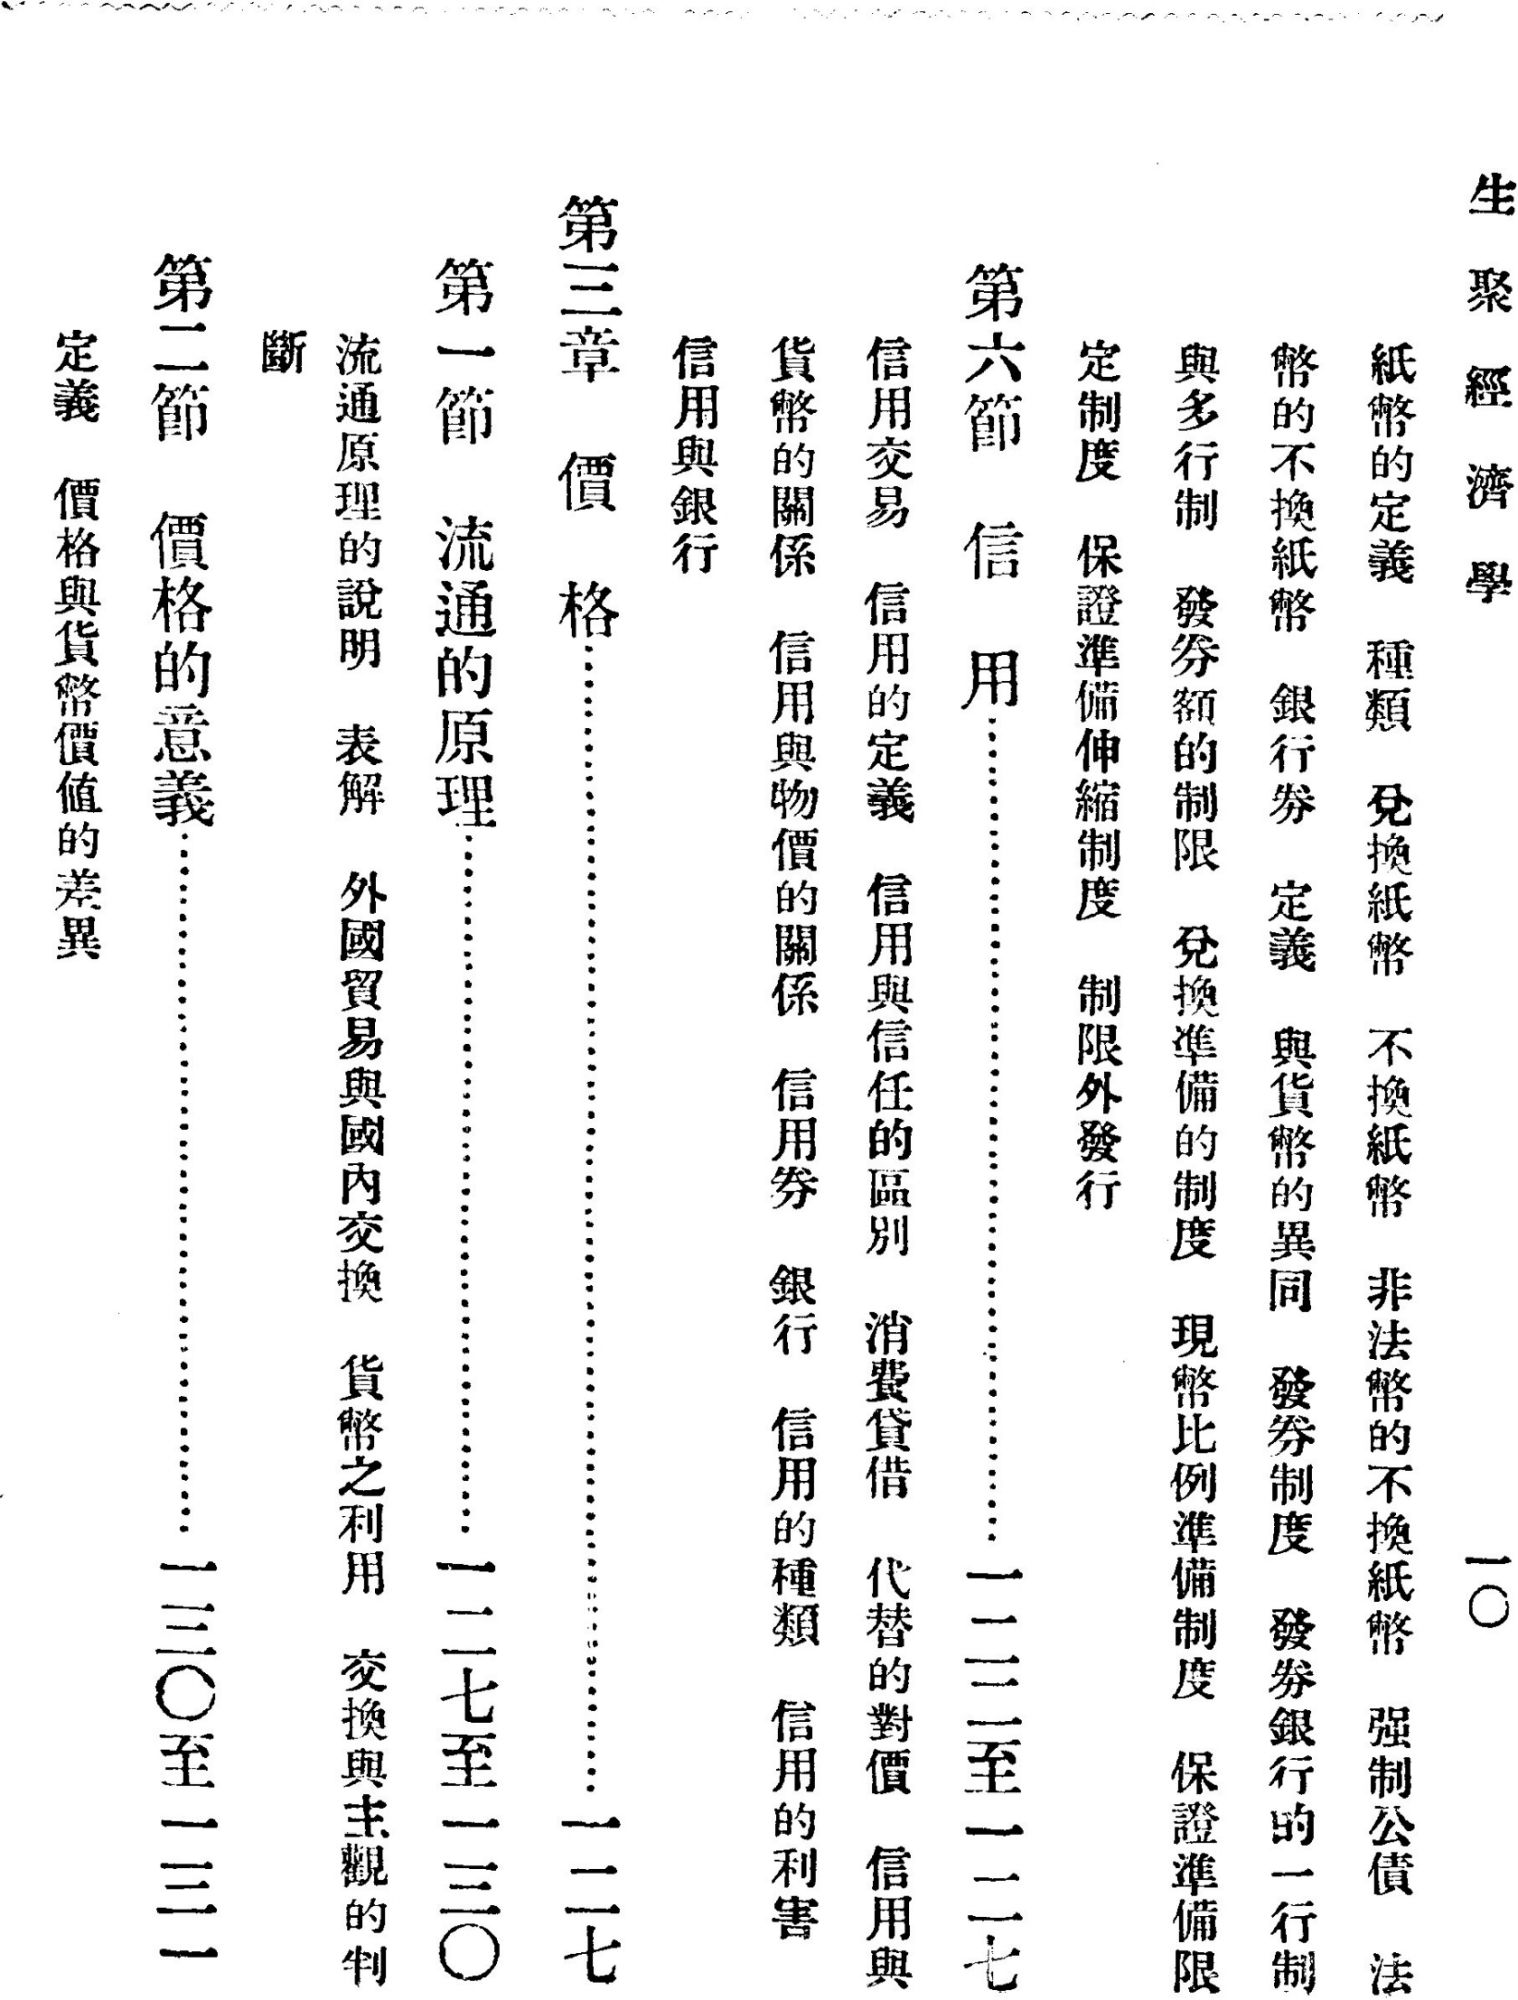 生聚經濟學 一〇
紙幣的定義 種類 兌換紙幣 不換紙幣 非法幣的不換紙幣 强制公債 法
幣的不換紙幣 銀行券 定義 與貨幣的異同 發券制度 發券銀行的一行制
與多行制 發券額的制限 兌換準備的制度 現幣比例準備制度 保證準備限
定制度 保證準備伸縮制度 制限外發行
第六節 信 用……………………一二二至一二七
信用交易 信用的定義 信用與信任的區別 消費貸借 代替的對價 信用與
貨幣的關係 信用與物價的關係 信用券 銀行 信用的種類 信用的利害
信用與銀行
第三章 價 格……………………一二七
第一節 流通的原理……………………一二七至一三〇
流通原理的說明 表解 外國貿易與國內交換 貨幣之利用 交換與主觀的判
斷
第二節 價格的意義……………………一三〇至一三一
定義 價格與貨幣價值的差異